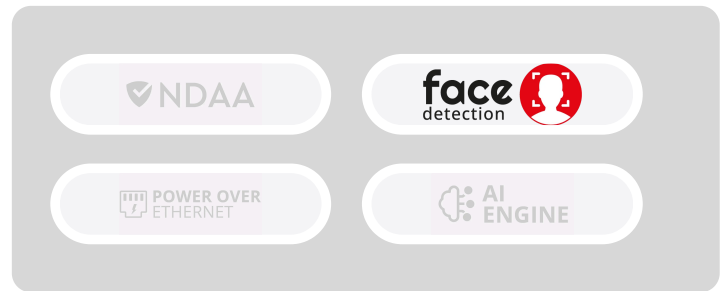 NDAA
face
detection
POWER OVER
ETHERNET
AI
ENGINE